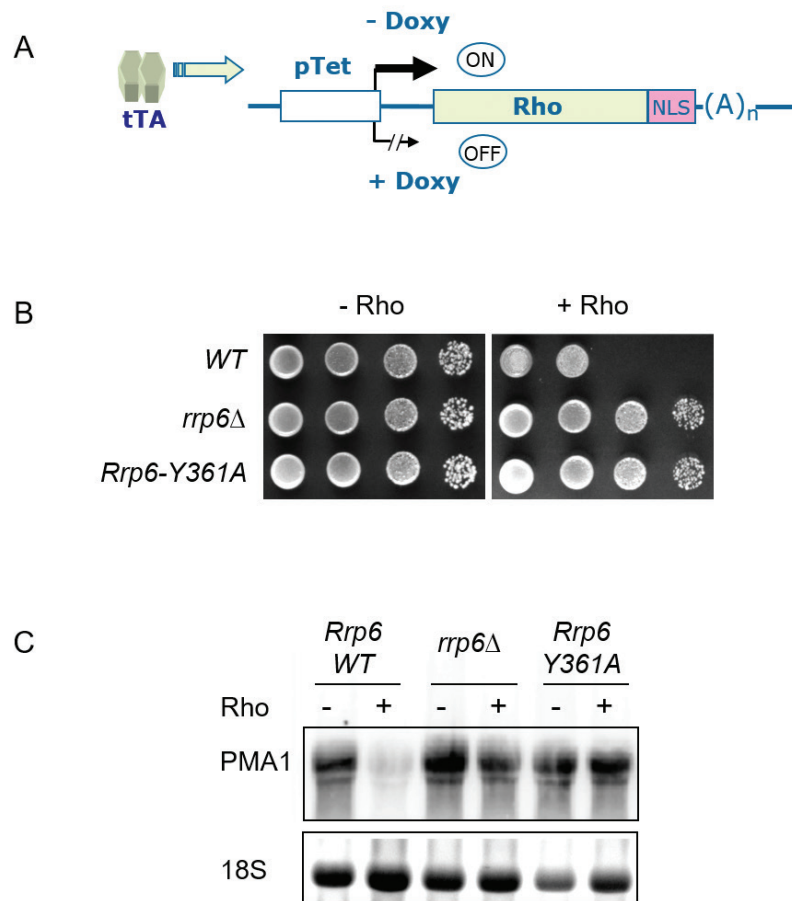 A
- Doxy
pTet
ON
tTA
Rho
NLS
(A)n
OFF
+ Doxy
B
- Rho
+ Rho
WT
rrp6Δ
Rrp6-Y361A
C
Rrp6 WT
rrp6Δ
Rrp6 Y361A
Rho - + - + - +
PMA1
18S